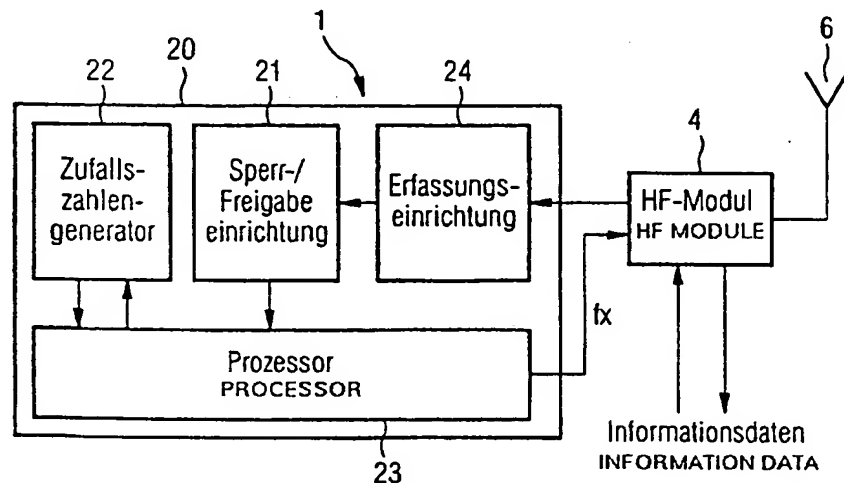 1
20
22
21
24
6
4
Zufalls-
zahlen-
generator
Sperr-/
Freigabe
einrichtung
Erfassungs-
einrichtung
HF-Modul
HF MODULE
fx
Prozessor
PROCESSOR
23
Informationsdaten
INFORMATION DATA